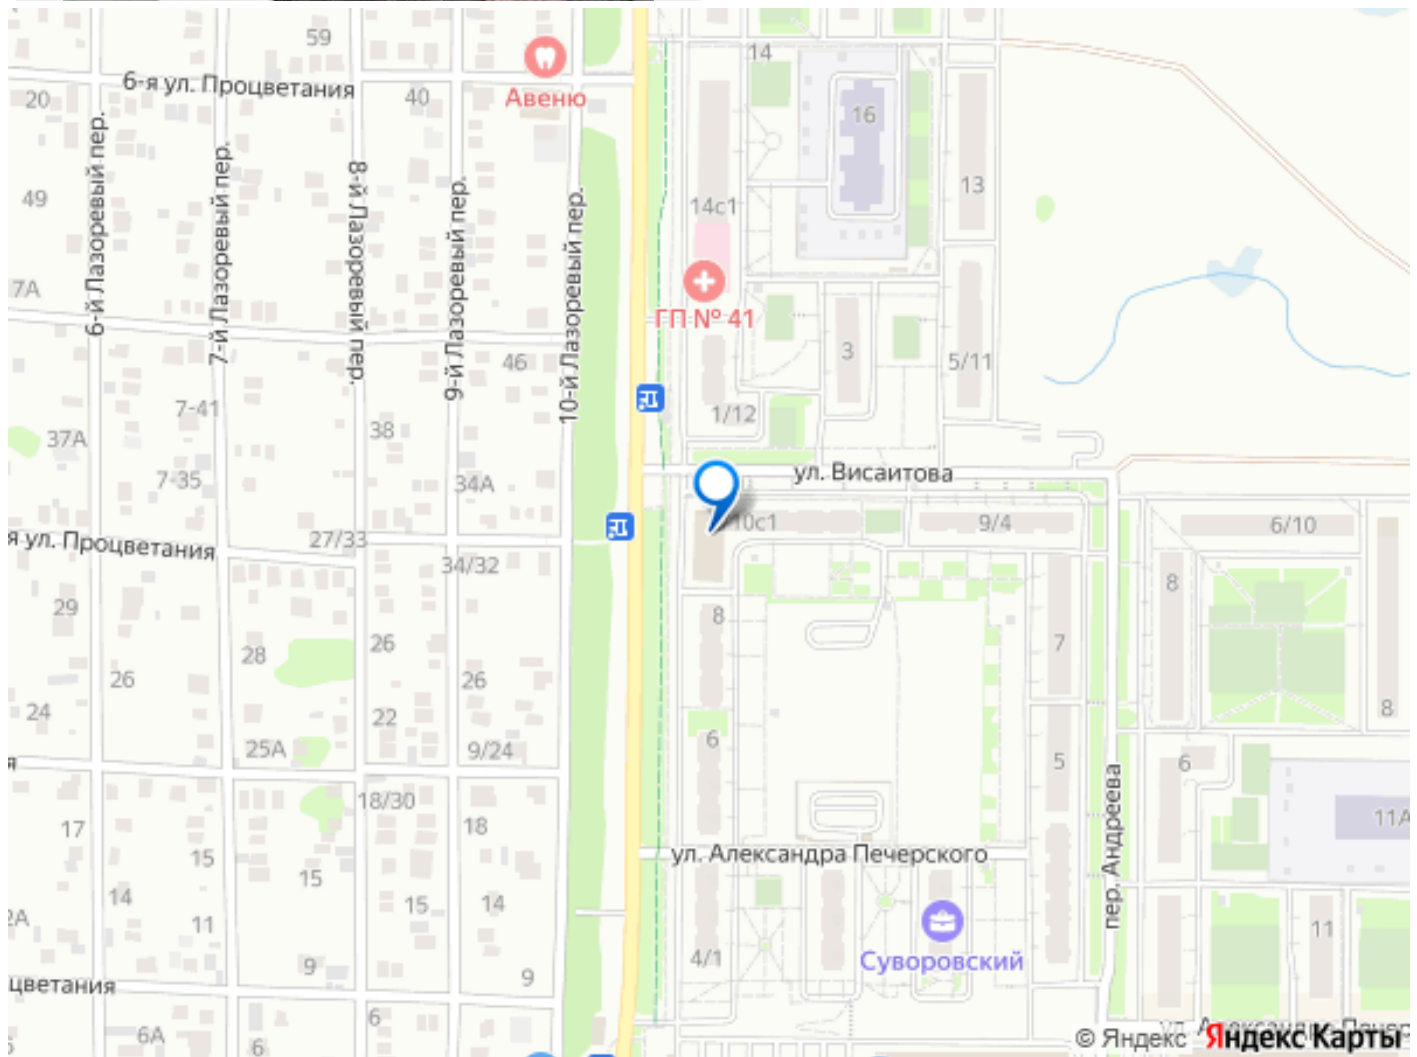 59
14
6-я ул. Процветания
Авеню
20
40
16
6-й Лазоревый пер.
7-й Лазоревый пер.
8-й Лазоревый пер.
9-й Лазоревый пер.
10-й Лазоревый пер.
49
14с1
13
7А
ГП № 41
46
3
5/11
7-41
1/12
37А
38
7-35
34А
ул. Висаитова
10с1
9/4
6/10
я ул. Процветания
27/33
34/32
29
8
8
28
26
7
26
26
24
22
6
8
25А
9/24
5
6
я
18/30
17
18
11А
15
ул. Александра Печерского
пер. Андреева
15
14
15
14
2А
11
11
9
4/1
Суворовский
9
цветания
6А
6
6
© Яндекс Яндекс Карты